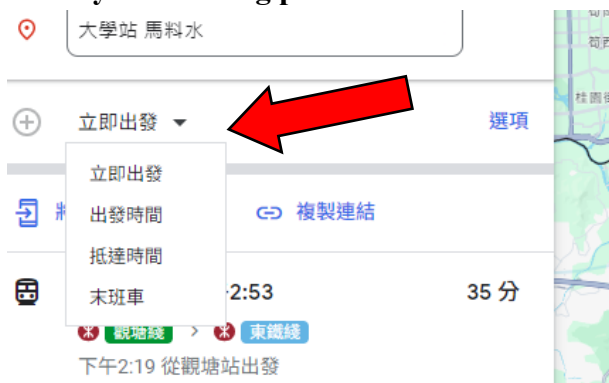 大學站 馬料水
立即出發
選項
立即出發
出發時間
抵達時間
末班車
複製連結
2:53
35 分
觀塘綫 > 東鐵綫
下午2:19 從觀塘站出發